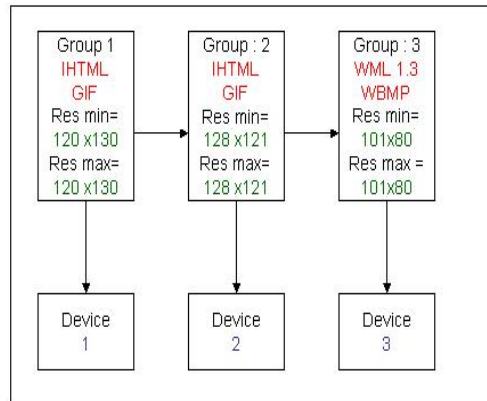 Group 1
IHTML
GIF
Res min=
120 x130
Res max=
120 x130
Group : 2
IHTML
GIF
Res min=
128 x121
Res max=
128 x121
Group : 3
WML 1.3
WBMP
Res min=
101x80
Res max =
101x80
Device
1
Device
2
Device
3